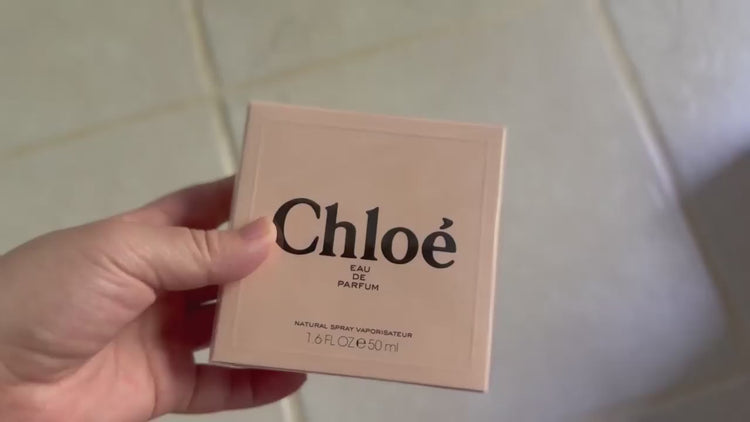 Chloé
EAU
DE
PARFUM
NATURAL SPRAY VAPORISATEUR
1.6 FL OZ ℮ 50 ml